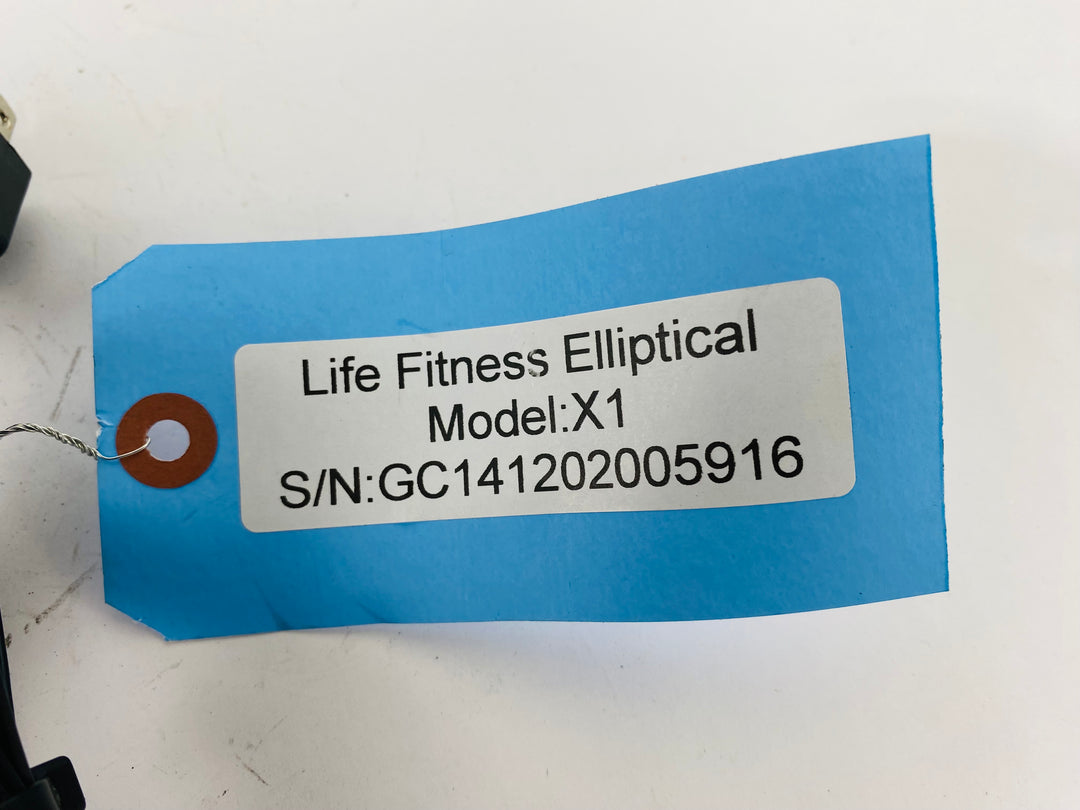 Life Fitness Elliptical
Model:X1
S/N:GC141202005916